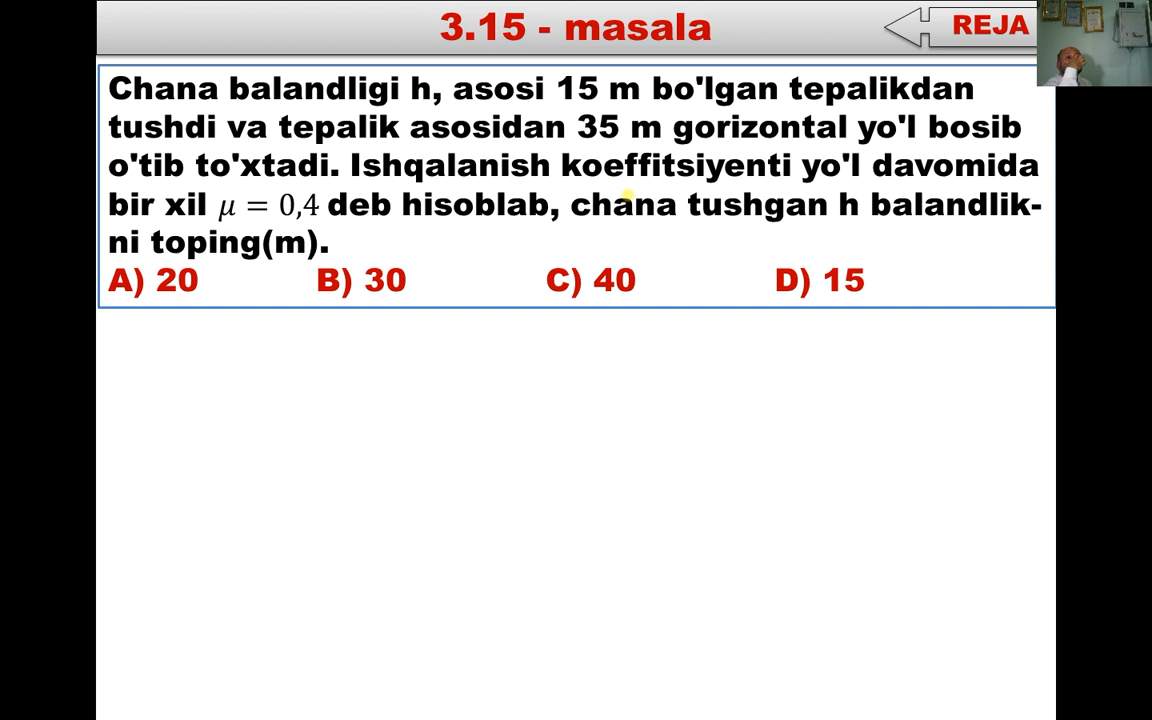 3.15 - masala
REJA
Chana balandligi h, asosi 15 m bo'lgan tepalikdan
tushdi va tepalik asosidan 35 m gorizontal yo'l bosib
o'tib to'xtadi. Ishqalanish koeffitsiyenti yo'l davomida
bir xil 𝜇 = 0,4 deb hisoblab, chana tushgan h balandlik-
ni toping(m).
A) 20 B) 30 C) 40 D) 15